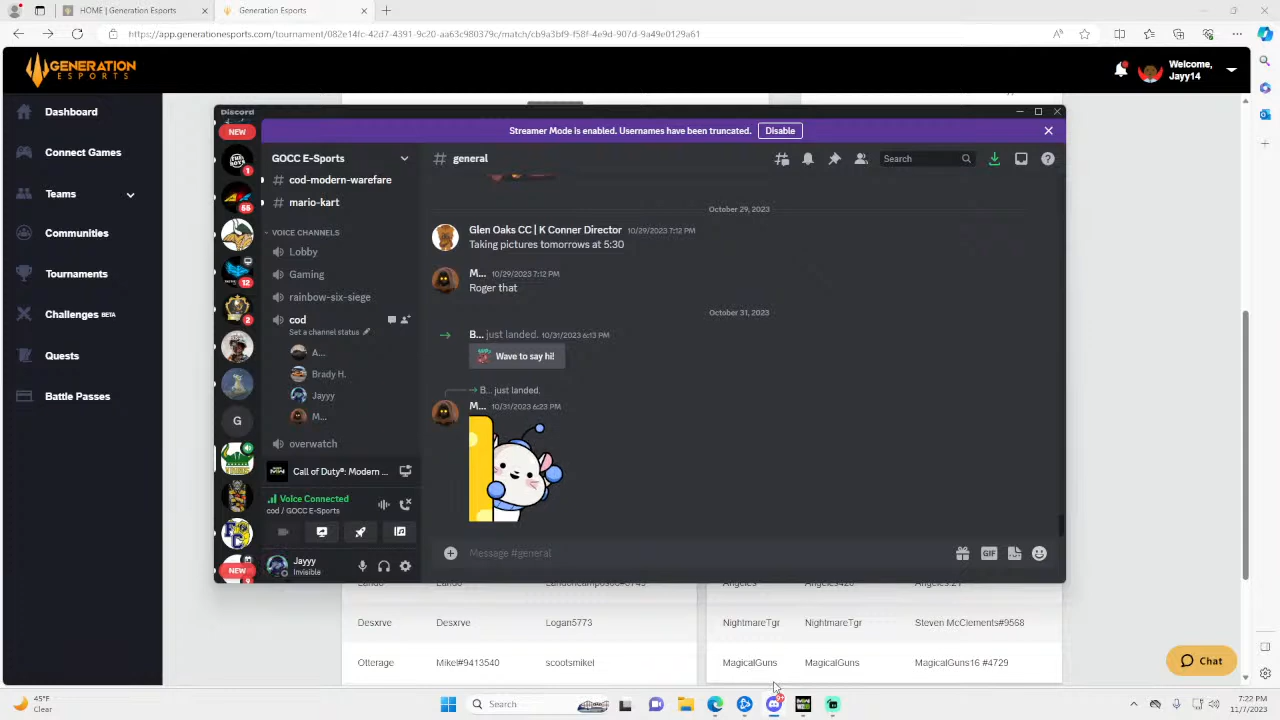 HOME | Generation Esports
Generation Esports
https://app.generationesports.com/tournament/082e14fc-42d7-4391-9c20-aa63c980379c/match/cb9a3bf9-f58f-4e9d-907d-9a49e0129a61
GENERATION
ESPORTS
Welcome,
Jayy14
Dashboard
Connect Games
Teams
Communities
Tournaments
Challenges BETA
Quests
Battle Passes
Discord
Streamer Mode is enabled. Usernames have been truncated.
Disable
NEW
1
55
12
2
G
NEW
9
GOCC E-Sports
# cod-modern-warefare
# mario-kart
VOICE CHANNELS
Lobby
Gaming
rainbow-six-siege
cod
Set a channel status
A...
Brady H.
Jayyy
M...
overwatch
Call of Duty®: Modern ...
Voice Connected
cod / GOCC E-Sports
Jayyy
Invisible
# general
Search
October 29, 2023
Glen Oaks CC | K Conner Director 10/29/2023 7:12 PM
Taking pictures tomorrows at 5:30
M... 10/29/2023 7:12 PM
Roger that
October 31, 2023
B... just landed. 10/31/2023 6:13 PM
Wave to say hi!
B... just landed.
M... 10/31/2023 6:23 PM
Message #general
GIF
Desxrve Desxrve Logan5773
Otterage Mikel#9413540 scootsmikel
NightmareTgr NightmareTgr Steven McClements#9568
MagicalGuns MagicalGuns MagicalGuns16 #4729
Chat
45°F
Clear
Search
11/7/2023